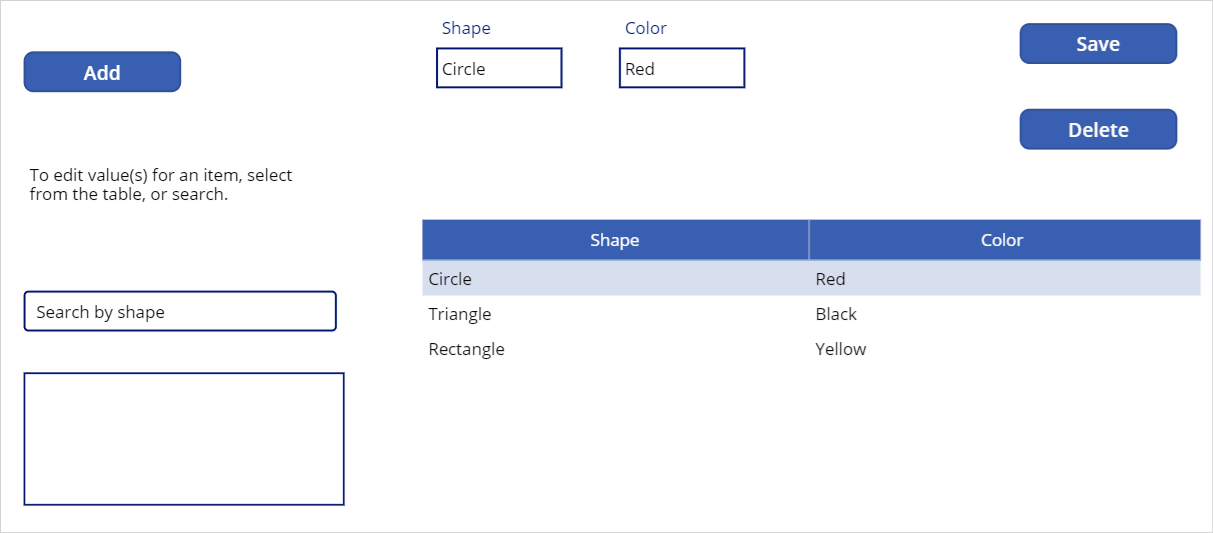 Add
To edit value(s) for an item, select
from the table, or search.
Search by shape
Shape Color
Circle Red
Save
Delete
Shape Color
Circle Red
Triangle Black
Rectangle Yellow